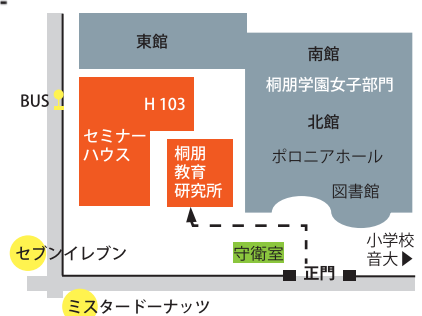 東館
南館
桐朋学園女子部門
BUS
H 103
北館
セミナー
ハウス
桐朋
教育
研究所
ポロニアホール
図書館
小学校
音大
セブンイレブン
守衛室
正門
ミスタードーナッツ